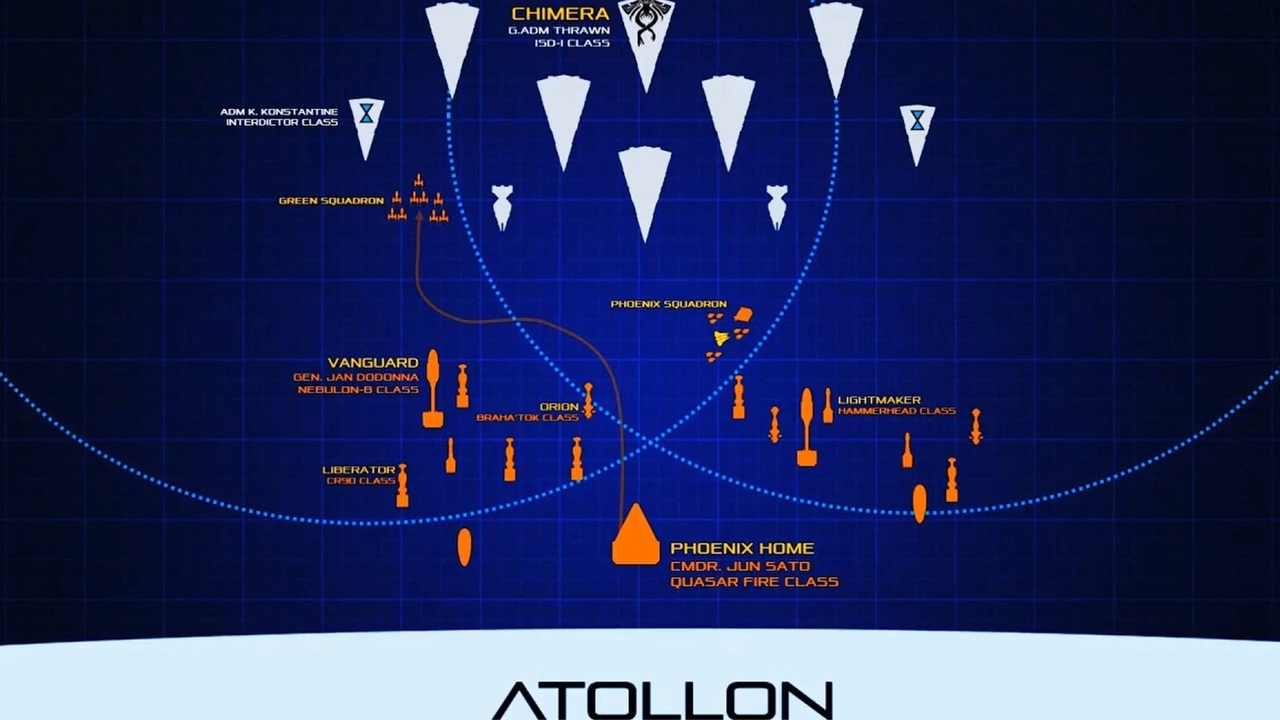 CHIMERA
G.ADM THRAWN
ISD-I CLASS
ADM K. KONSTANTINE
INTERDICTOR CLASS
GREEN SQUADRON
PHOENIX SQUADRON
VANGUARD
GEN. JAN DODONNA
NEBULON-B CLASS
ORION
BRAHA'TOK CLASS
LIGHTMAKER
HAMMERHEAD CLASS
LIBERATOR
CR90 CLASS
PHOENIX HOME
CMDR. JUN SATO
QUASAR FIRE CLASS
ATOLLON